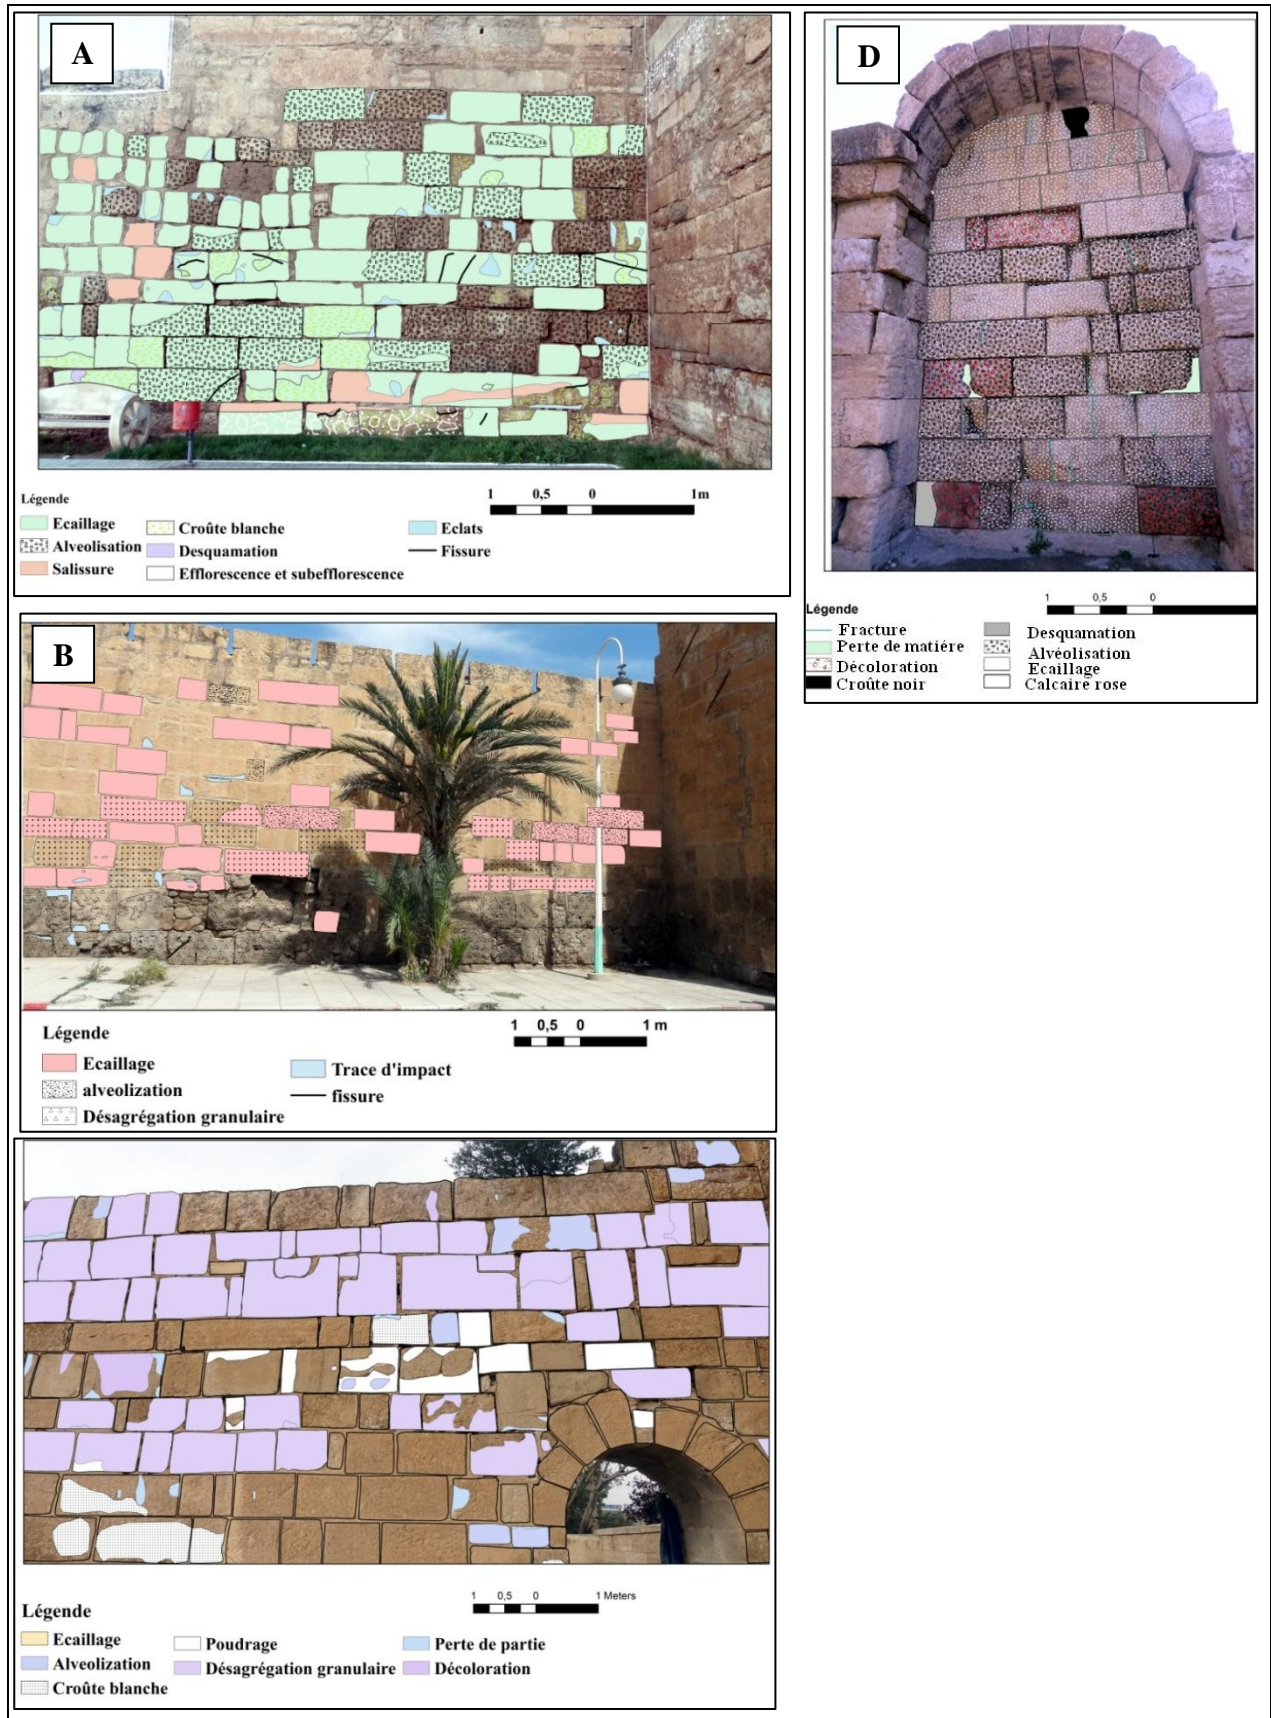 A
Légende
Ecaillage
Alveolisation
Salissure
Croûte blanche
Desquamation
Efflorescence et subefflorescence
Eclats
Fissure
1 0,5 0 1m
B
Légende
Ecaillage
alveolization
Désagrégation granulaire
Trace d'impact
fissure
1 0,5 0 1 m
Légende
Ecaillage
Alveolization
Croûte blanche
Poudrage
Désagrégation granulaire
Perte de partie
Décoloration
1 0,5 0 1 Meters
D
1 0,5 0
Légende
Fracture
Perte de matiére
Décoloration
Croûte noir
Desquamation
Alvéolisation
Ecaillage
Calcaire rose